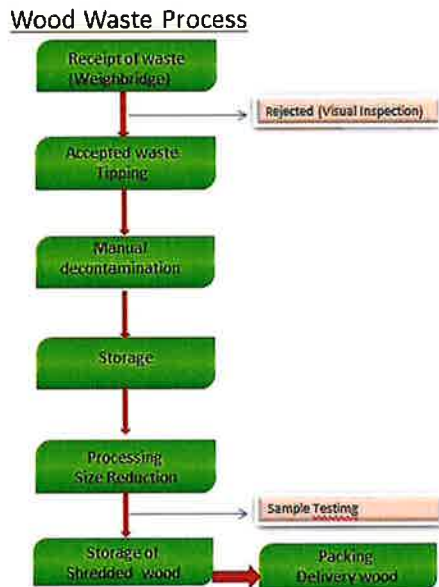 Wood Waste Process
Receipt of waste
(Weighbridge)
Rejected (Visual Inspection)
Accepted waste
Tipping
Manual
decontamination
Storage
Processing
Size Reduction
Sample Testimg
Storage of
Shredded wood
Packing
Delivery wood